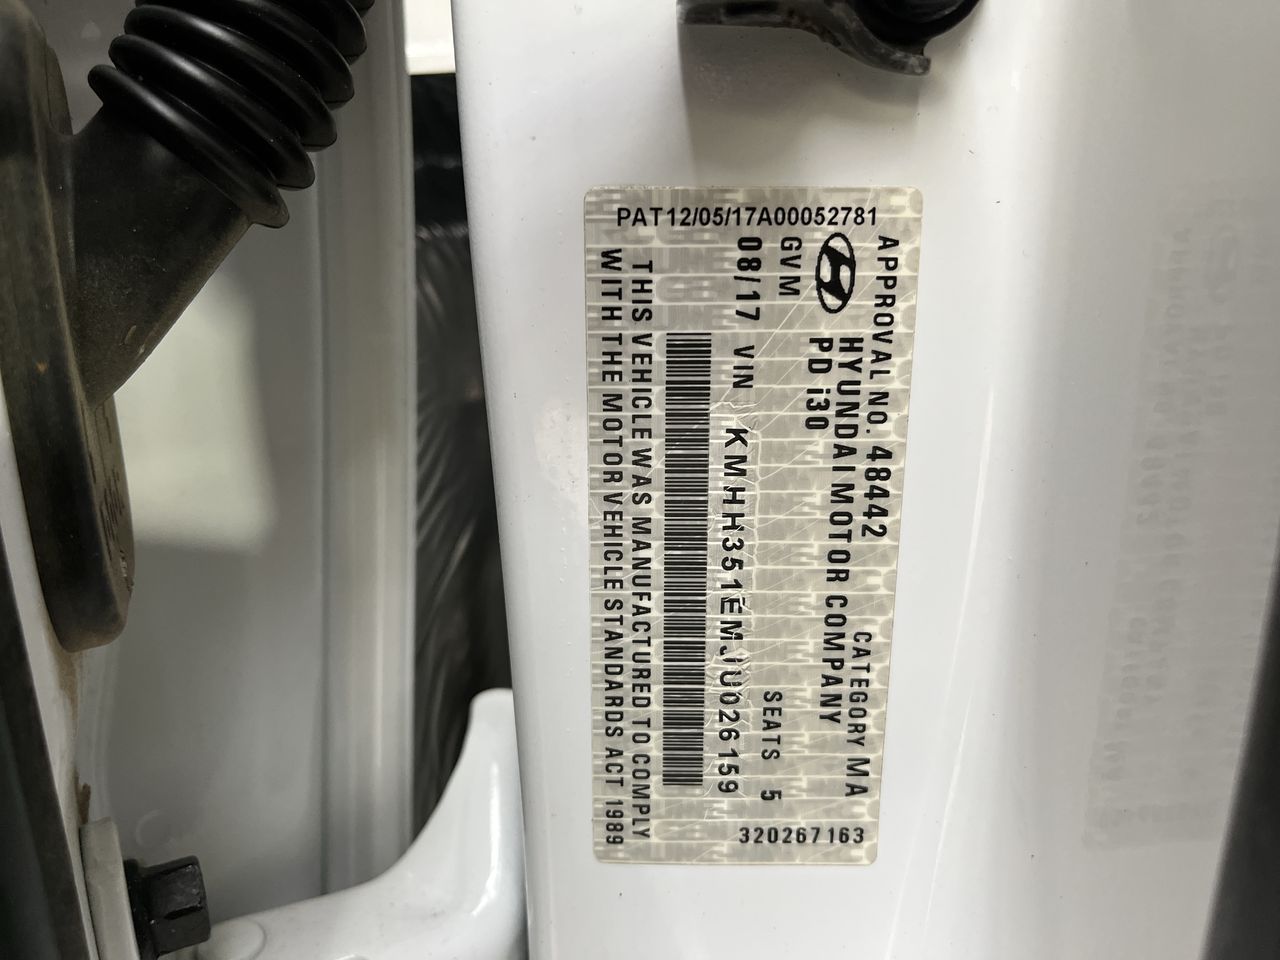 PAT12/05/17A00052781
APPROVAL NO. 48442 CATEGORY MA
HYUNDAI MOTOR COMPANY
PD i30
GVM SEATS 5
08/17 VIN KMHH351EMJU026159
THIS VEHICLE WAS MANUFACTURED TO COMPLY
WITH THE MOTOR VEHICLE STANDARDS ACT 1989
320267163